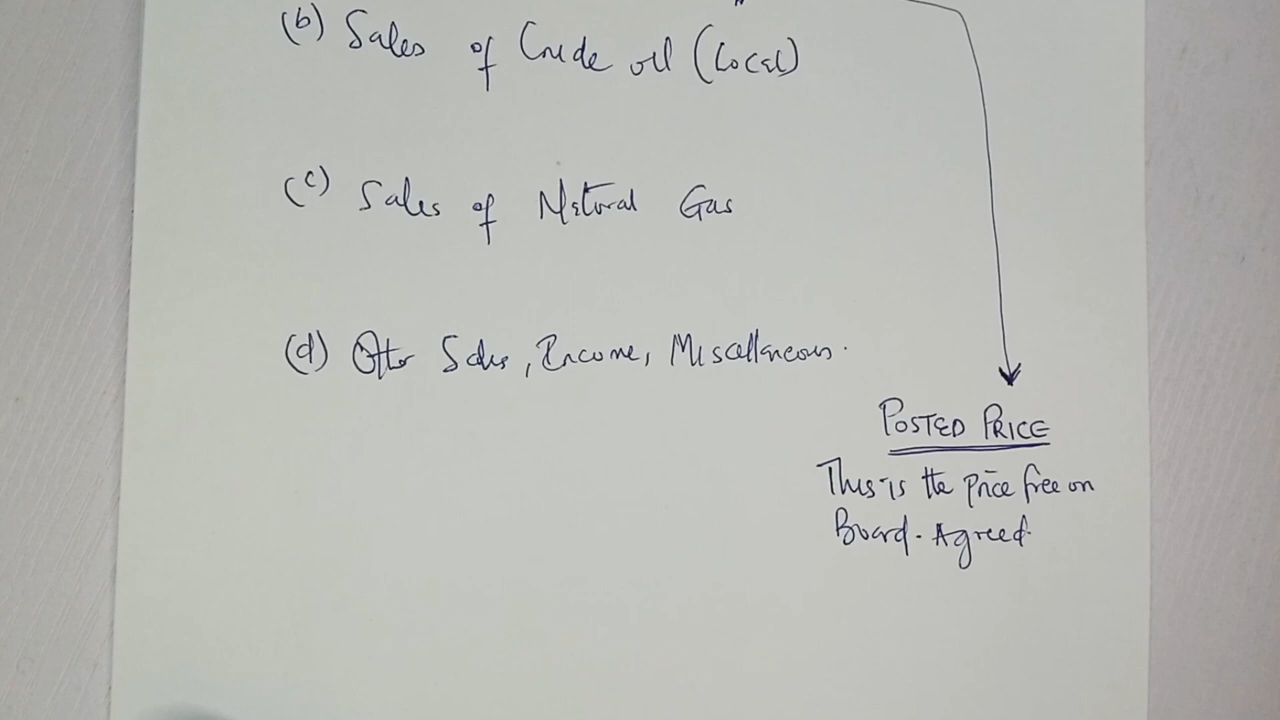 (b) Sales of Crude oil (Local)
(c) Sales of Natural Gas
(d) Other Sales, Income, Miscellaneous.
POSTED PRICE
This is the price free on
Board. Agreed.